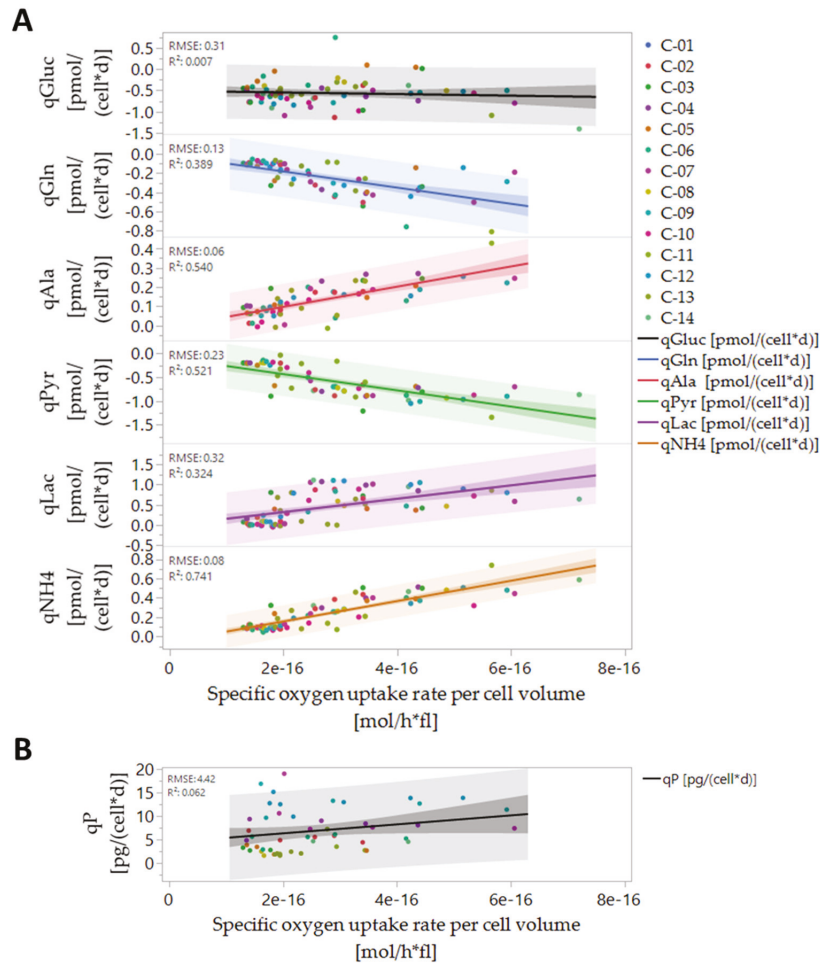 A
RMSE: 0.31
R²: 0.007
qGluc
[pmol/
(cell*d)]
0.5
0.0
-0.5
-1.0
-1.5
RMSE: 0.13
R²: 0.389
qGln
[pmol/
(cell*d)]
0.0
-0.2
-0.4
-0.6
-0.8
RMSE: 0.06
R²: 0.540
qAla
[pmol/
(cell*d)]
0.4
0.3
0.2
0.1
0.0
RMSE: 0.23
R²: 0.521
qPyr
[pmol/
(cell*d)]
0.0
-0.5
-1.0
-1.5
RMSE: 0.32
R²: 0.324
qLac
[pmol/
(cell*d)]
1.5
1.0
0.5
0.0
-0.5
RMSE: 0.08
R²: 0.741
qNH4
[pmol/
(cell*d)]
0.8
0.6
0.4
0.2
0.0
0 2e-16 4e-16 6e-16 8e-16
Specific oxygen uptake rate per cell volume
[mol/h*fl]
C-01
C-02
C-03
C-04
C-05
C-06
C-07
C-08
C-09
C-10
C-11
C-12
C-13
C-14
qGluc [pmol/(cell*d)]
qGln [pmol/(cell*d)]
qAla [pmol/(cell*d)]
qPyr [pmol/(cell*d)]
qLac [pmol/(cell*d)]
qNH4 [pmol/(cell*d)]
B
RMSE: 4.42
R²: 0.062
qP
[pg/(cell*d)]
20
15
10
5
0
0 2e-16 4e-16 6e-16 8e-16
Specific oxygen uptake rate per cell volume
[mol/h*fl]
qP [pg/(cell*d)]